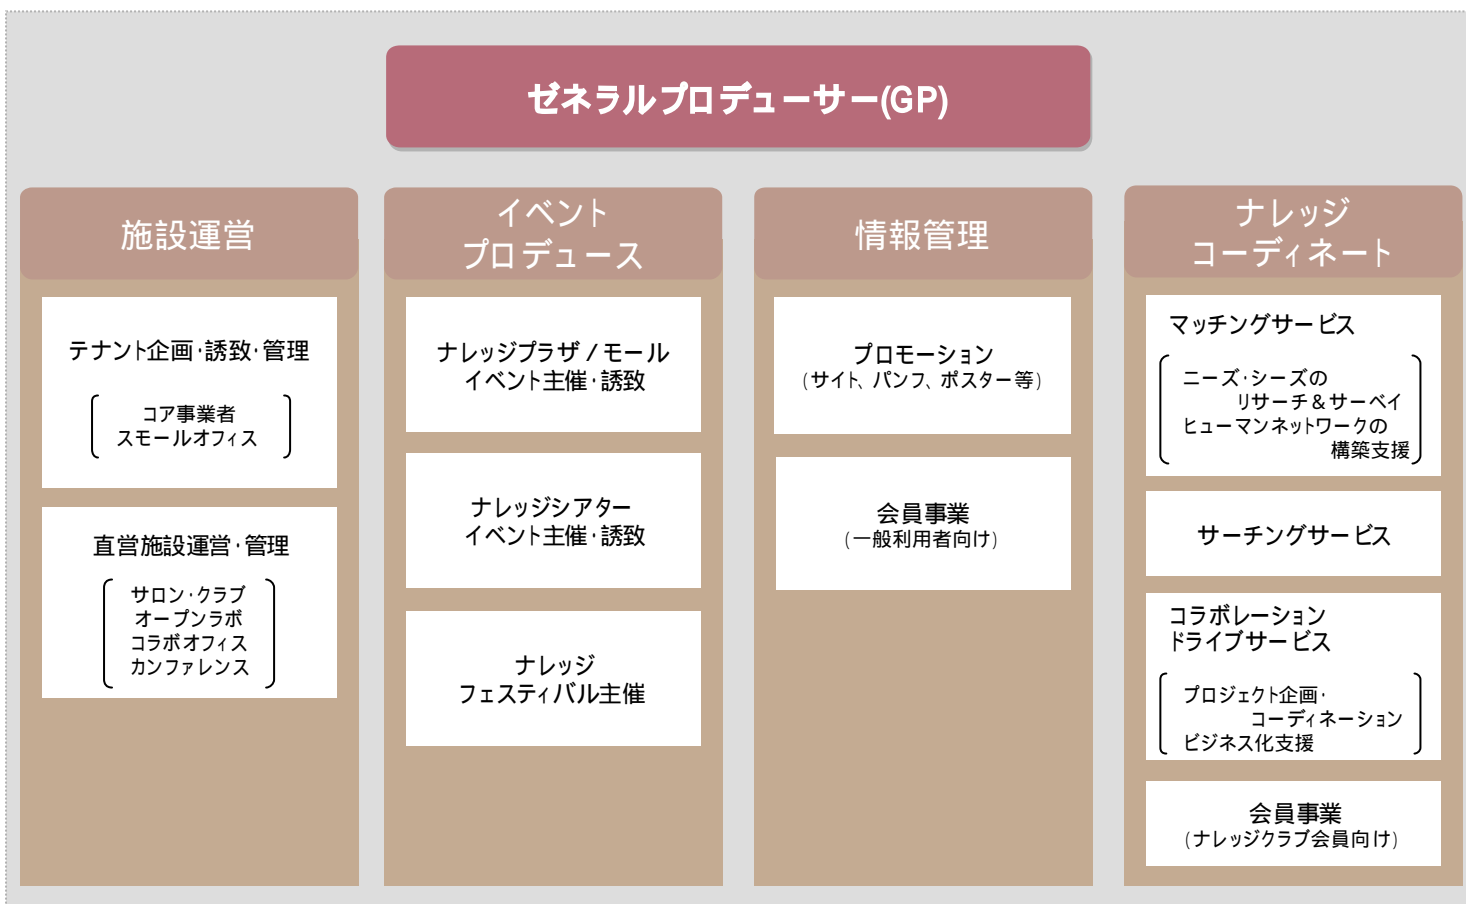 ゼネラルプロデューサー(GP)
施設運営
テナント企画・誘致・管理
コア事業者
スモールオフィス
直営施設運営・管理
サロン・クラブ
オープンラボ
コラボオフィス
カンファレンス
イベント
プロデュース
ナレッジプラザ/モール
イベント主催・誘致
ナレッジシアター
イベント主催・誘致
ナレッジ
フェスティバル主催
情報管理
プロモーション
(サイト、パンフ、ポスター等)
会員事業
(一般利用者向け)
ナレッジ
コーディネート
マッチングサービス
ニーズ・シーズの
リサーチ&サーベイ
ヒューマンネットワークの
構築支援
サーチングサービス
コラボレーション
ドライブサービス
プロジェクト企画・
コーディネーション
ビジネス化支援
会員事業
(ナレッジクラブ会員向け)